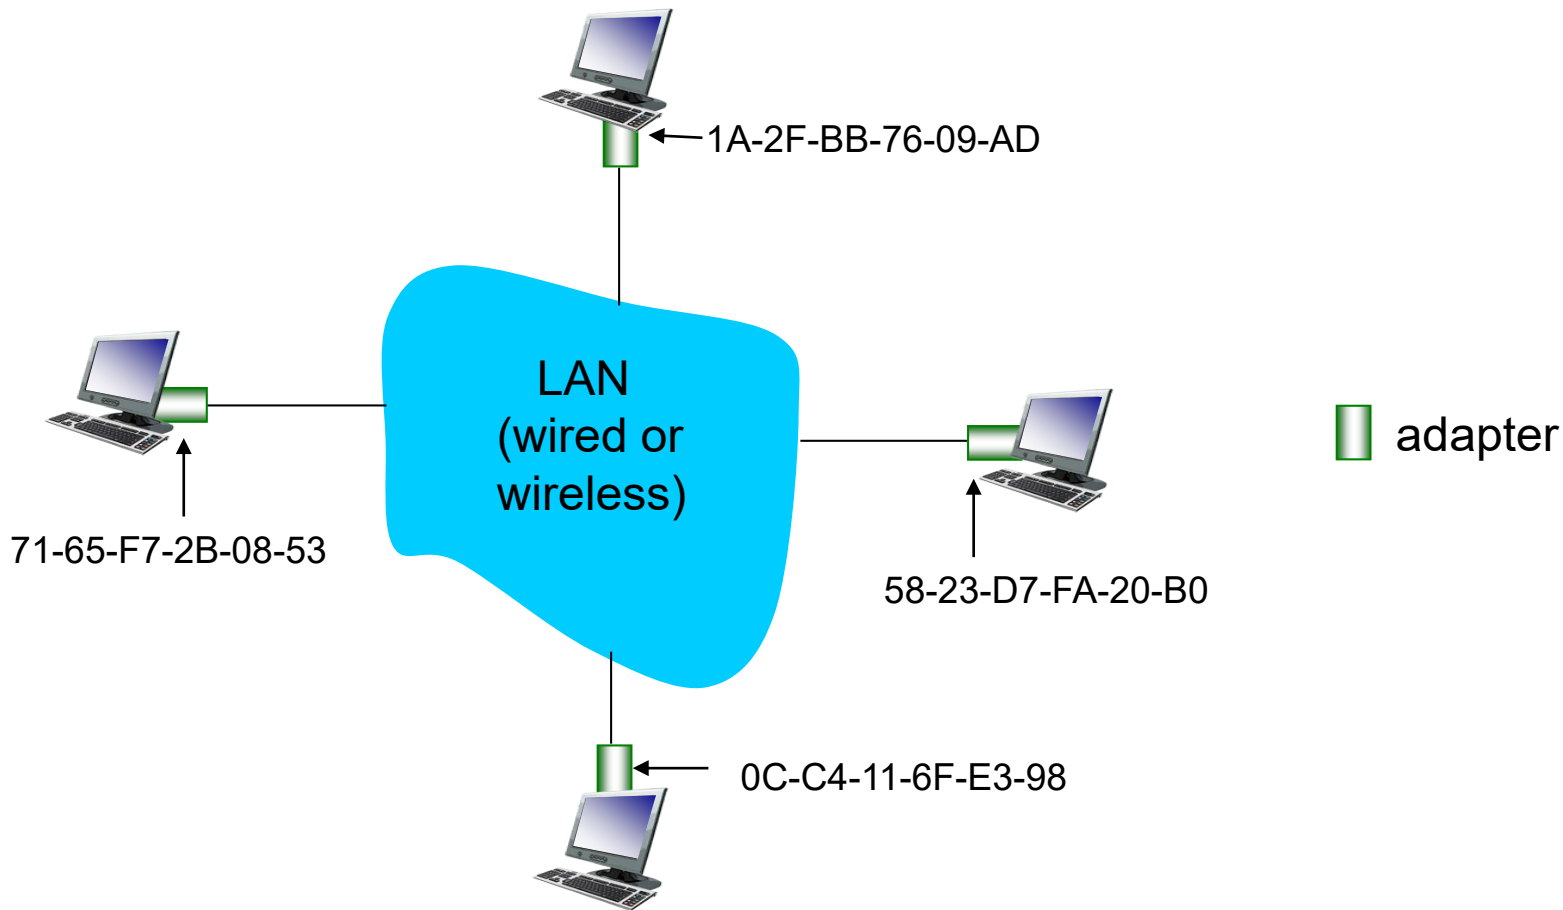 1A-2F-BB-76-09-AD
LAN
(wired or
wireless)
adapter
71-65-F7-2B-08-53
58-23-D7-FA-20-B0
0C-C4-11-6F-E3-98